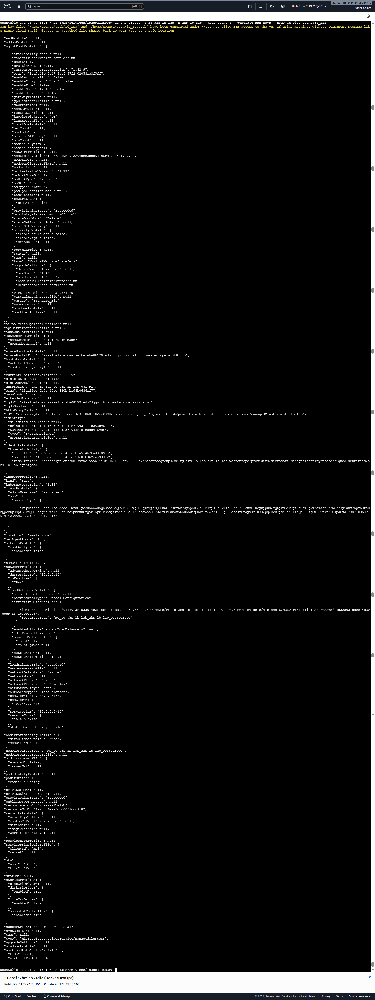 aws
Search
[Alt+S]
United States (N. Virginia)
Account ID: 3111-4154-2113
Adrina Colaco
ubuntu@ip-172-31-73-168:~/k8s-labs/services/loadbalancer$ az aks create -g rg-aks-lb-lab -n aks-lb-lab --node-count 1 --generate-ssh-keys --node-vm-size Standard_B2s
SSH key files '/home/ubuntu/.ssh/id_rsa' and '/home/ubuntu/.ssh/id_rsa.pub' have been generated under ~/.ssh to allow SSH access to the VM. If using machines without permanent storage lik
e Azure Cloud Shell without an attached file share, back up your keys to a safe location
{
  "aadProfile": null,
  "addonProfiles": null,
  "agentPoolProfiles": [
    {
      "availabilityZones": null,
      "capacityReservationGroupId": null,
      "count": 1,
      "creationData": null,
      "currentOrchestratorVersion": "1.32.9",
      "eTag": "3ed7a41b-5a47-4ac6-97f2-d20531e3f5ff",
      "enableAutoScaling": false,
      "enableEncryptionAtHost": false,
      "enableFips": false,
      "enableNodePublicIp": false,
      "enableUltraSsd": false,
      "gatewayProfile": null,
      "gpuInstanceProfile": null,
      "gpuProfile": null,
      "hostGroupId": null,
      "kubeletConfig": null,
      "kubeletDiskType": "OS",
      "linuxOsConfig": null,
      "localDnsProfile": null,
      "maxCount": null,
      "maxPods": 250,
      "messageOfTheDay": null,
      "minCount": null,
      "mode": "System",
      "name": "nodepool1",
      "networkProfile": null,
      "nodeImageVersion": "AKSUbuntu-2204gen2containerd-202511.07.0",
      "nodeLabels": null,
      "nodePublicIpPrefixId": null,
      "nodeTaints": null,
      "orchestratorVersion": "1.32",
      "osDiskSizeGb": 128,
      "osDiskType": "Managed",
      "osSku": "Ubuntu",
      "osType": "Linux",
      "podIpAllocationMode": null,
      "podSubnetId": null,
      "powerState": {
        "code": "Running"
      },
      "provisioningState": "Succeeded",
      "proximityPlacementGroupId": null,
      "scaleDownMode": "Delete",
      "scaleSetEvictionPolicy": null,
      "scaleSetPriority": null,
      "securityProfile": {
        "enableSecureBoot": false,
        "enableVtpm": false,
        "sshAccess": null
      },
      "spotMaxPrice": null,
      "status": null,
      "tags": null,
      "type": "VirtualMachineScaleSets",
      "upgradeSettings": {
        "drainTimeoutInMinutes": null,
        "maxSurge": "10%",
        "maxUnavailable": "0",
        "nodeSoakDurationInMinutes": null,
        "undrainableNodeBehavior": null
      },
      "virtualMachineNodesStatus": null,
      "virtualMachinesProfile": null,
      "vmSize": "Standard_B2s",
      "vnetSubnetId": null,
      "windowsProfile": null,
      "workloadRuntime": null
    }
  ],
  "aiToolchainOperatorProfile": null,
  "apiServerAccessProfile": null,
  "autoScalerProfile": null,
  "autoUpgradeProfile": {
    "nodeOsUpgradeChannel": "NodeImage",
    "upgradeChannel": null
  },
  "azureMonitorProfile": null,
  "azurePortalFqdn": "aks-lb-lab-rg-aks-lb-lab-08179f-dm7dgquc.portal.hcp.westeurope.azmk8s.io",
  "bootstrapProfile": {
    "artifactSource": "Direct",
    "containerRegistryId": null
  },
  "currentKubernetesVersion": "1.32.9",
  "disableLocalAccounts": false,
  "diskEncryptionSetId": null,
  "dnsPrefix": "aks-lb-lab-rg-aks-lb-lab-08179f",
  "eTag": "13ad19bc-5b7c-49ee-82db-b1d4b06361f7",
  "enableRbac": true,
  "extendedLocation": null,
  "fqdn": "aks-lb-lab-rg-aks-lb-lab-08179f-dm7dgquc.hcp.westeurope.azmk8s.io",
  "fqdnSubdomain": null,
  "httpProxyConfig": null,
  "id": "/subscriptions/08179fac-5aa6-4e3f-8b81-82cc239025b7/resourcegroups/rg-aks-lb-lab/providers/Microsoft.ContainerService/managedClusters/aks-lb-lab",
  "identity": {
    "delegatedResources": null,
    "principalId": "13101645-633f-48c7-9631-1fe262c9e371",
    "tenantId": "cadd7e91-344d-4c56-948c-8feedd9769d5",
    "type": "SystemAssigned",
    "userAssignedIdentities": null
  },
  "identityProfile": {
    "kubeletidentity": {
      "clientId": "ab0609da-c9fe-49f6-b1a5-4b7bad3109ca",
      "objectId": "16c79d2e-565b-436c-97c8-bd62eaa9dde2",
      "resourceId": "/subscriptions/08179fac-5aa6-4e3f-8b81-82cc239025b7/resourcegroups/MC_rg-aks-lb-lab_aks-lb-lab_westeurope/providers/Microsoft.ManagedIdentity/userAssignedIdentities/a
ks-lb-lab-agentpool"
    }
  },
  "ingressProfile": null,
  "kind": "Base",
  "kubernetesVersion": "1.32",
  "linuxProfile": {
    "adminUsername": "azureuser",
    "ssh": {
      "publicKeys": [
        {
          "keyData": "ssh-rsa
        }
      ]
    }
  },
  "location": "westeurope",
  "maxAgentPools": 100,
  "metricsProfile": {
    "costAnalysis": {
      "enabled": false
    }
  },
  "name": "aks-lb-lab",
  "networkProfile": {
    "advancedNetworking": null,
    "dnsServiceIp": "10.0.0.10",
    "ipFamilies": [
      "IPv4"
    ],
    "loadBalancerProfile": {
      "allocatedOutboundPorts": null,
      "backendPoolType": "nodeIPConfiguration",
      "effectiveOutboundIPs": [
        {
          "id": "/subscriptions/08179fac-5aa6-4e3f-8b81-82cc239025b7/resourceGroups/MC_rg-aks-lb-lab_aks-lb-lab_westeurope/providers/Microsoft.Network/publicIPAddresses/f4d32563-dd00-4ce0
-8bc9-f871be9c32e6",
          "resourceGroup": "MC_rg-aks-lb-lab_aks-lb-lab_westeurope"
        }
      ],
      "enableMultipleStandardLoadBalancers": null,
      "idleTimeoutInMinutes": null,
      "managedOutboundIPs": {
        "count": 1,
        "countIpv6": null
      },
      "outboundIPs": null,
      "outboundIpPrefixes": null
    },
    "loadBalancerSku": "standard",
    "natGatewayProfile": null,
    "networkDataplane": "azure",
    "networkMode": null,
    "networkPlugin": "azure",
    "networkPluginMode": "overlay",
    "networkPolicy": "none",
    "outboundType": "loadBalancer",
    "podCidr": "10.244.0.0/16",
    "podCidrs": [
      "10.244.0.0/16"
    ],
    "serviceCidr": "10.0.0.0/16",
    "serviceCidrs": [
      "10.0.0.0/16"
    ],
    "staticEgressGatewayProfile": null
  },
  "nodeProvisioningProfile": {
    "defaultNodePools": "Auto",
    "mode": "Manual"
  },
  "nodeResourceGroup": "MC_rg-aks-lb-lab_aks-lb-lab_westeurope",
  "nodeResourceGroupProfile": null,
  "oidcIssuerProfile": {
    "enabled": false,
    "issuerUrl": null
  },
  "podIdentityProfile": null,
  "powerState": {
    "code": "Running"
  },
  "privateFqdn": null,
  "privateLinkResources": null,
  "provisioningState": "Succeeded",
  "publicNetworkAccess": null,
  "resourceGroup": "rg-aks-lb-lab",
  "resourceUid": "6925d04eee8d0d0001c669f8",
  "securityProfile": {
    "azureKeyVaultKms": null,
    "customCaTrustCertificates": null,
    "defender": null,
    "imageCleaner": null,
    "workloadIdentity": null
  },
  "serviceMeshProfile": null,
  "servicePrincipalProfile": {
    "clientId": "msi",
    "secret": null
  },
  "sku": {
    "name": "Base",
    "tier": "Free"
  },
  "status": null,
  "storageProfile": {
    "blobCsiDriver": null,
    "diskCsiDriver": {
      "enabled": true
    },
    "fileCsiDriver": {
      "enabled": true
    },
    "snapshotController": {
      "enabled": true
    }
  },
  "supportPlan": "KubernetesOfficial",
  "systemData": null,
  "tags": null,
  "type": "Microsoft.ContainerService/ManagedClusters",
  "upgradeSettings": null,
  "windowsProfile": null,
  "workloadAutoScalerProfile": {
    "keda": null,
    "verticalPodAutoscaler": null
  }
}
ubuntu@ip-172-31-73-168:~/k8s-labs/services/loadbalancer$
i-0acdf37be9a831dfc (DockerDevOps)
PublicIPs: 44.222.178.161 PrivateIPs: 172.31.73.168
CloudShell Feedback Console Mobile App © 2025, Amazon Web Services, Inc. or its affiliates. Privacy Terms Cookie preferences